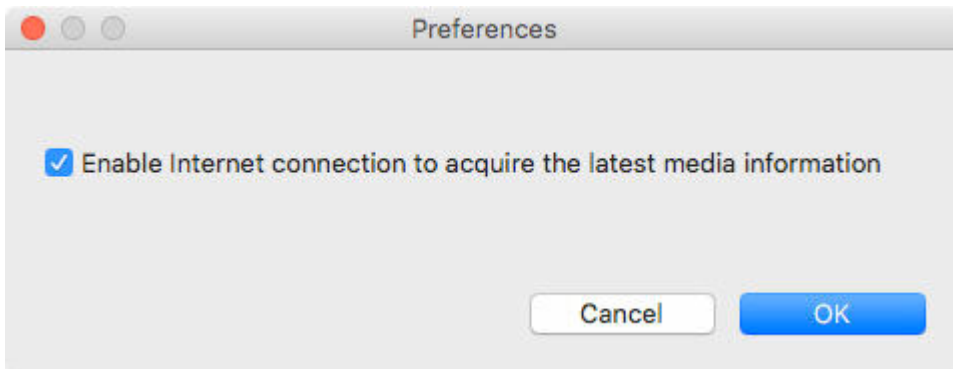 Preferences
Enable Internet connection to acquire the latest media information
Cancel OK